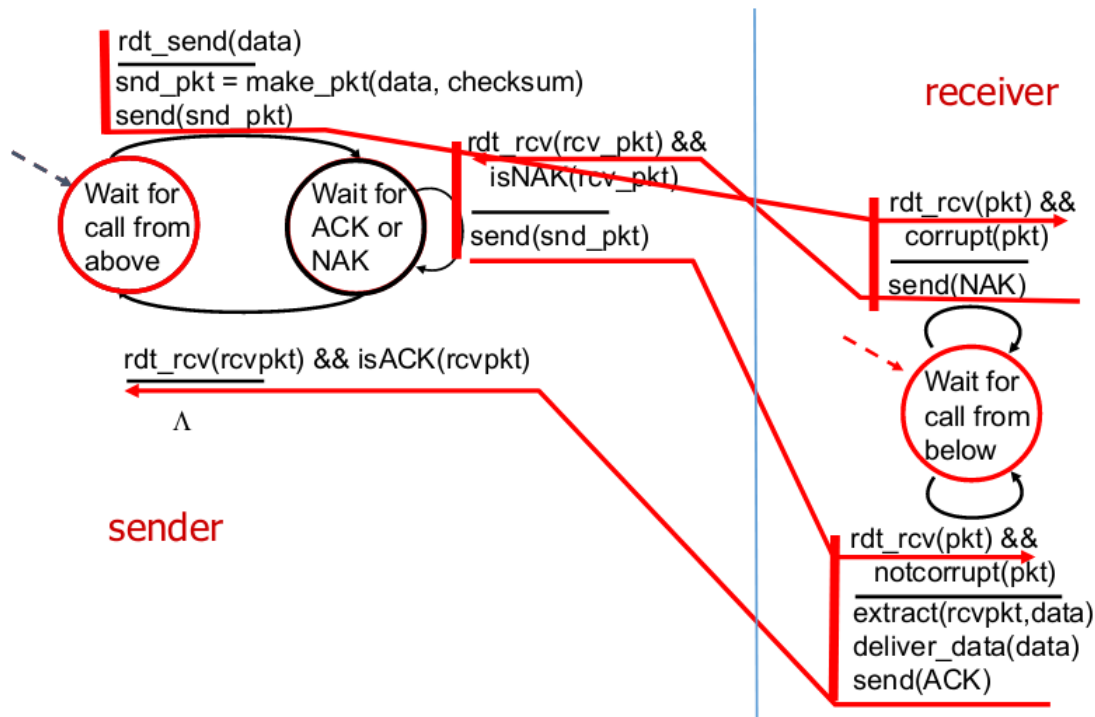 rdt_send(data)
snd_pkt = make_pkt(data, checksum)
send(snd_pkt)
receiver
rdt_rcv(rcv_pkt) &&
isNAK(rcv_pkt)
send(snd_pkt)
Wait for
call from
above
Wait for
ACK or
NAK
rdt_rcv(pkt) &&
corrupt(pkt)
send(NAK)
rdt_rcv(rcvpkt) && isACK(rcvpkt)
Λ
Wait for
call from
below
sender
rdt_rcv(pkt) &&
notcorrupt(pkt)
extract(rcvpkt,data)
deliver_data(data)
send(ACK)